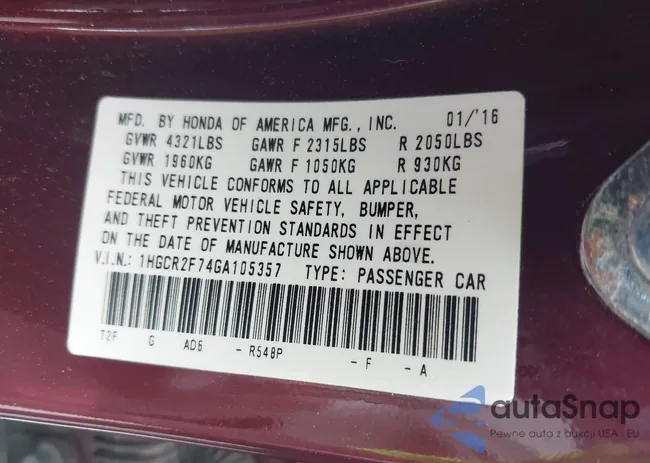 MFD. BY HONDA OF AMERICA MFG., INC. 01/'16
GVWR 4321LBS GAWR F 2315LBS R 2050LBS
GVWR 1960KG GAWR F 1050KG R 930KG
THIS VEHICLE CONFORMS TO ALL APPLICABLE
FEDERAL MOTOR VEHICLE SAFETY, BUMPER,
AND THEFT PREVENTION STANDARDS IN EFFECT
ON THE DATE OF MANUFACTURE SHOWN ABOVE.
V.I.N.: 1HGCR2F74GA105357 TYPE: PASSENGER CAR
T2F G AD6 - R548P - F - A
autaSnap
Pewne auta z aukcji USA i EU